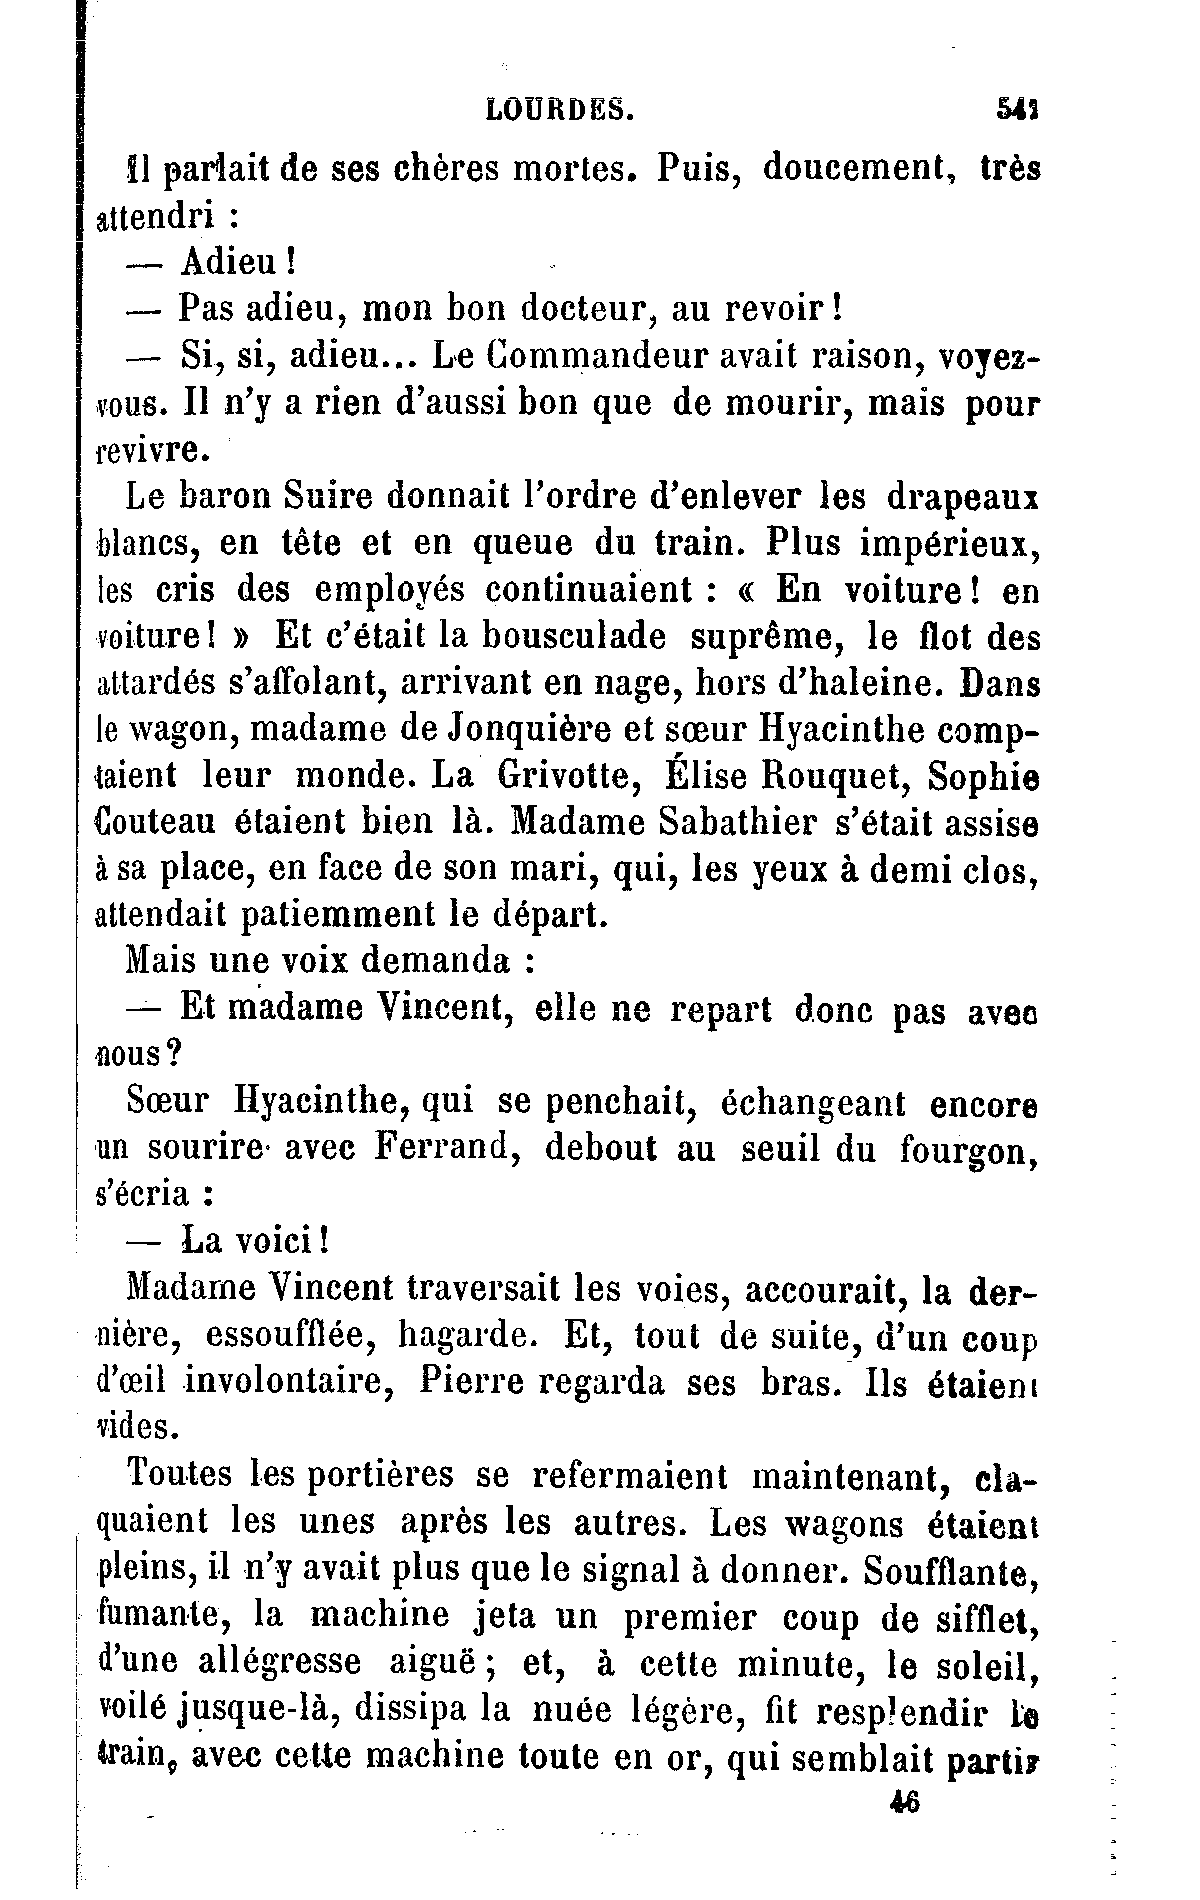 LOURDES. 541
Il parlait de ses chères mortes. Puis, doucement, très
attendri :
— Adieu !
— Pas adieu, mon bon docteur, au revoir !
— Si, si, adieu... Le Commandeur avait raison, voyez-
vous. Il n'y a rien d'aussi bon que de mourir, mais pour
revivre.
Le baron Suire donnait l'ordre d'enlever les drapeaux
blancs, en tête et en queue du train. Plus impérieux,
les cris des employés continuaient : « En voiture ! en
voiture ! » Et c'était la bousculade suprême, le flot des
attardés s'affolant, arrivant en nage, hors d'haleine. Dans
le wagon, madame de Jonquière et sœur Hyacinthe comp-
taient leur monde. La Grivotte, Élise Rouquet, Sophie
Couteau étaient bien là. Madame Sabathier s'était assise
à sa place, en face de son mari, qui, les yeux à demi clos,
attendait patiemment le départ.
Mais une voix demanda :
— Et madame Vincent, elle ne repart donc pas avec
nous ?
Sœur Hyacinthe, qui se penchait, échangeant encore
un sourire avec Ferrand, debout au seuil du fourgon,
s'écria :
— La voici !
Madame Vincent traversait les voies, accourait, la der-
nière, essoufflée, hagarde. Et, tout de suite, d'un coup
d'œil involontaire, Pierre regarda ses bras. Ils étaient
vides.
Toutes les portières se refermaient maintenant, cla-
quaient les unes après les autres. Les wagons étaient
pleins, il n'y avait plus que le signal à donner. Soufflante,
fumante, la machine jeta un premier coup de sifflet,
d'une allégresse aiguë ; et, à cette minute, le soleil,
voilé jusque-là, dissipa la nuée légère, fit resplendir le
train, avec cette machine toute en or, qui semblait partir
46